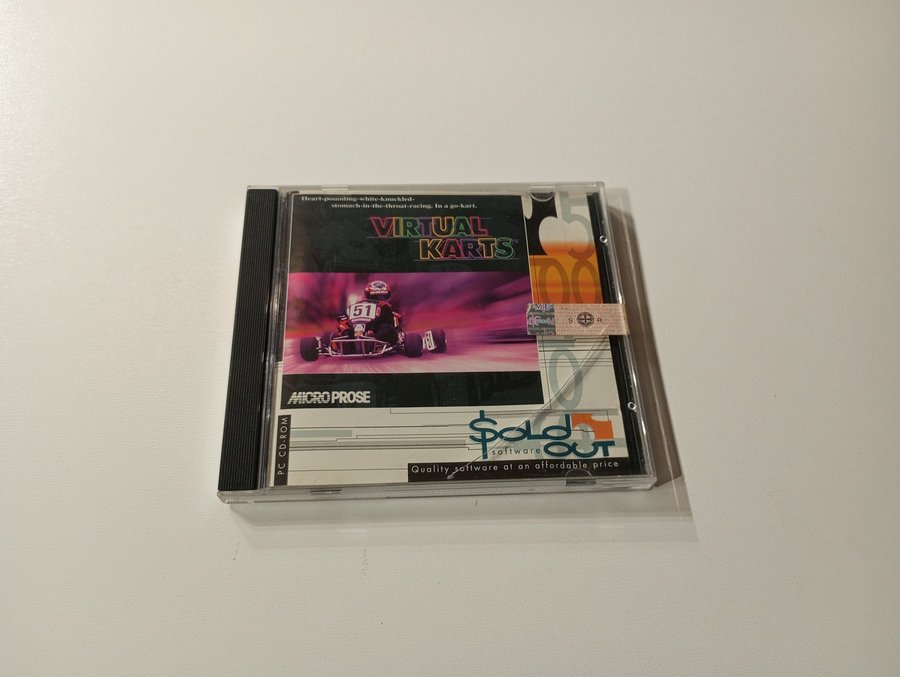 Heart-pounding-white-knuckled-
stomach-in-the-throat-racing. In a go-kart.
VIRTUAL
KARTS
51
S. R.
MICROPROSE
PC CD-ROM
$OLD
software OUT
Quality software at an affordable price